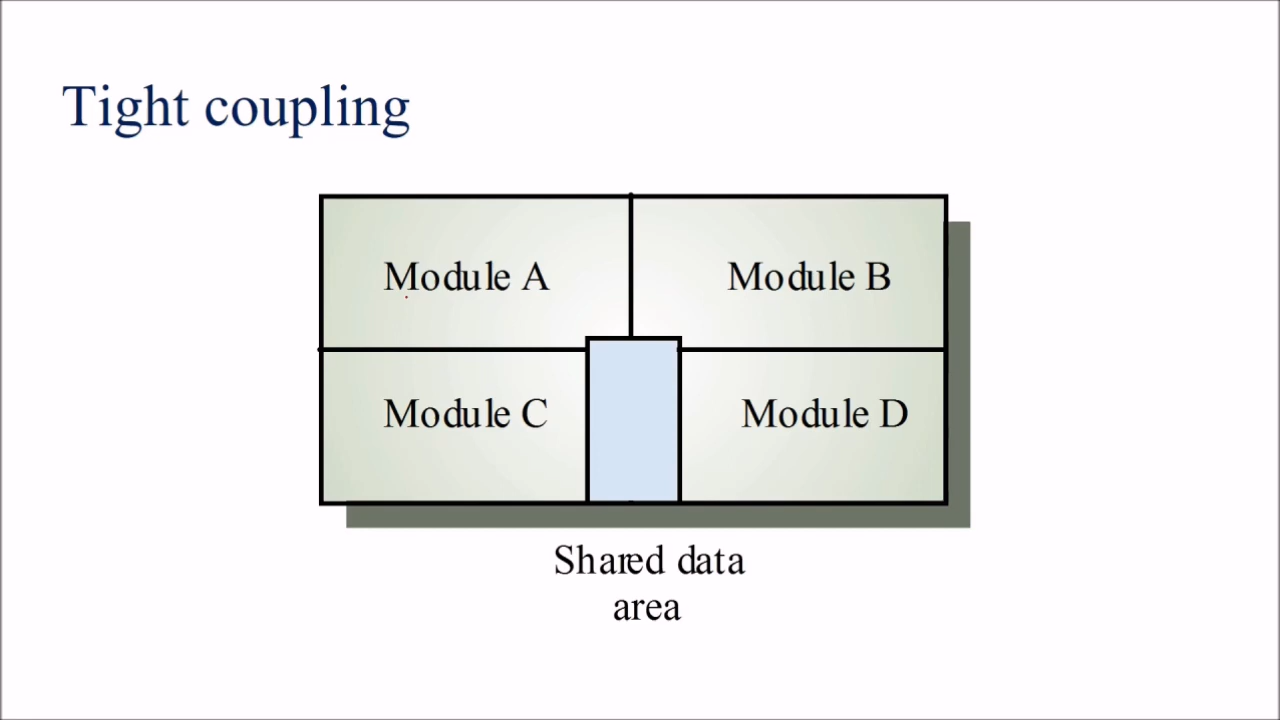 Tight coupling
Module A
Module B
Module C
Module D
Shared data
area